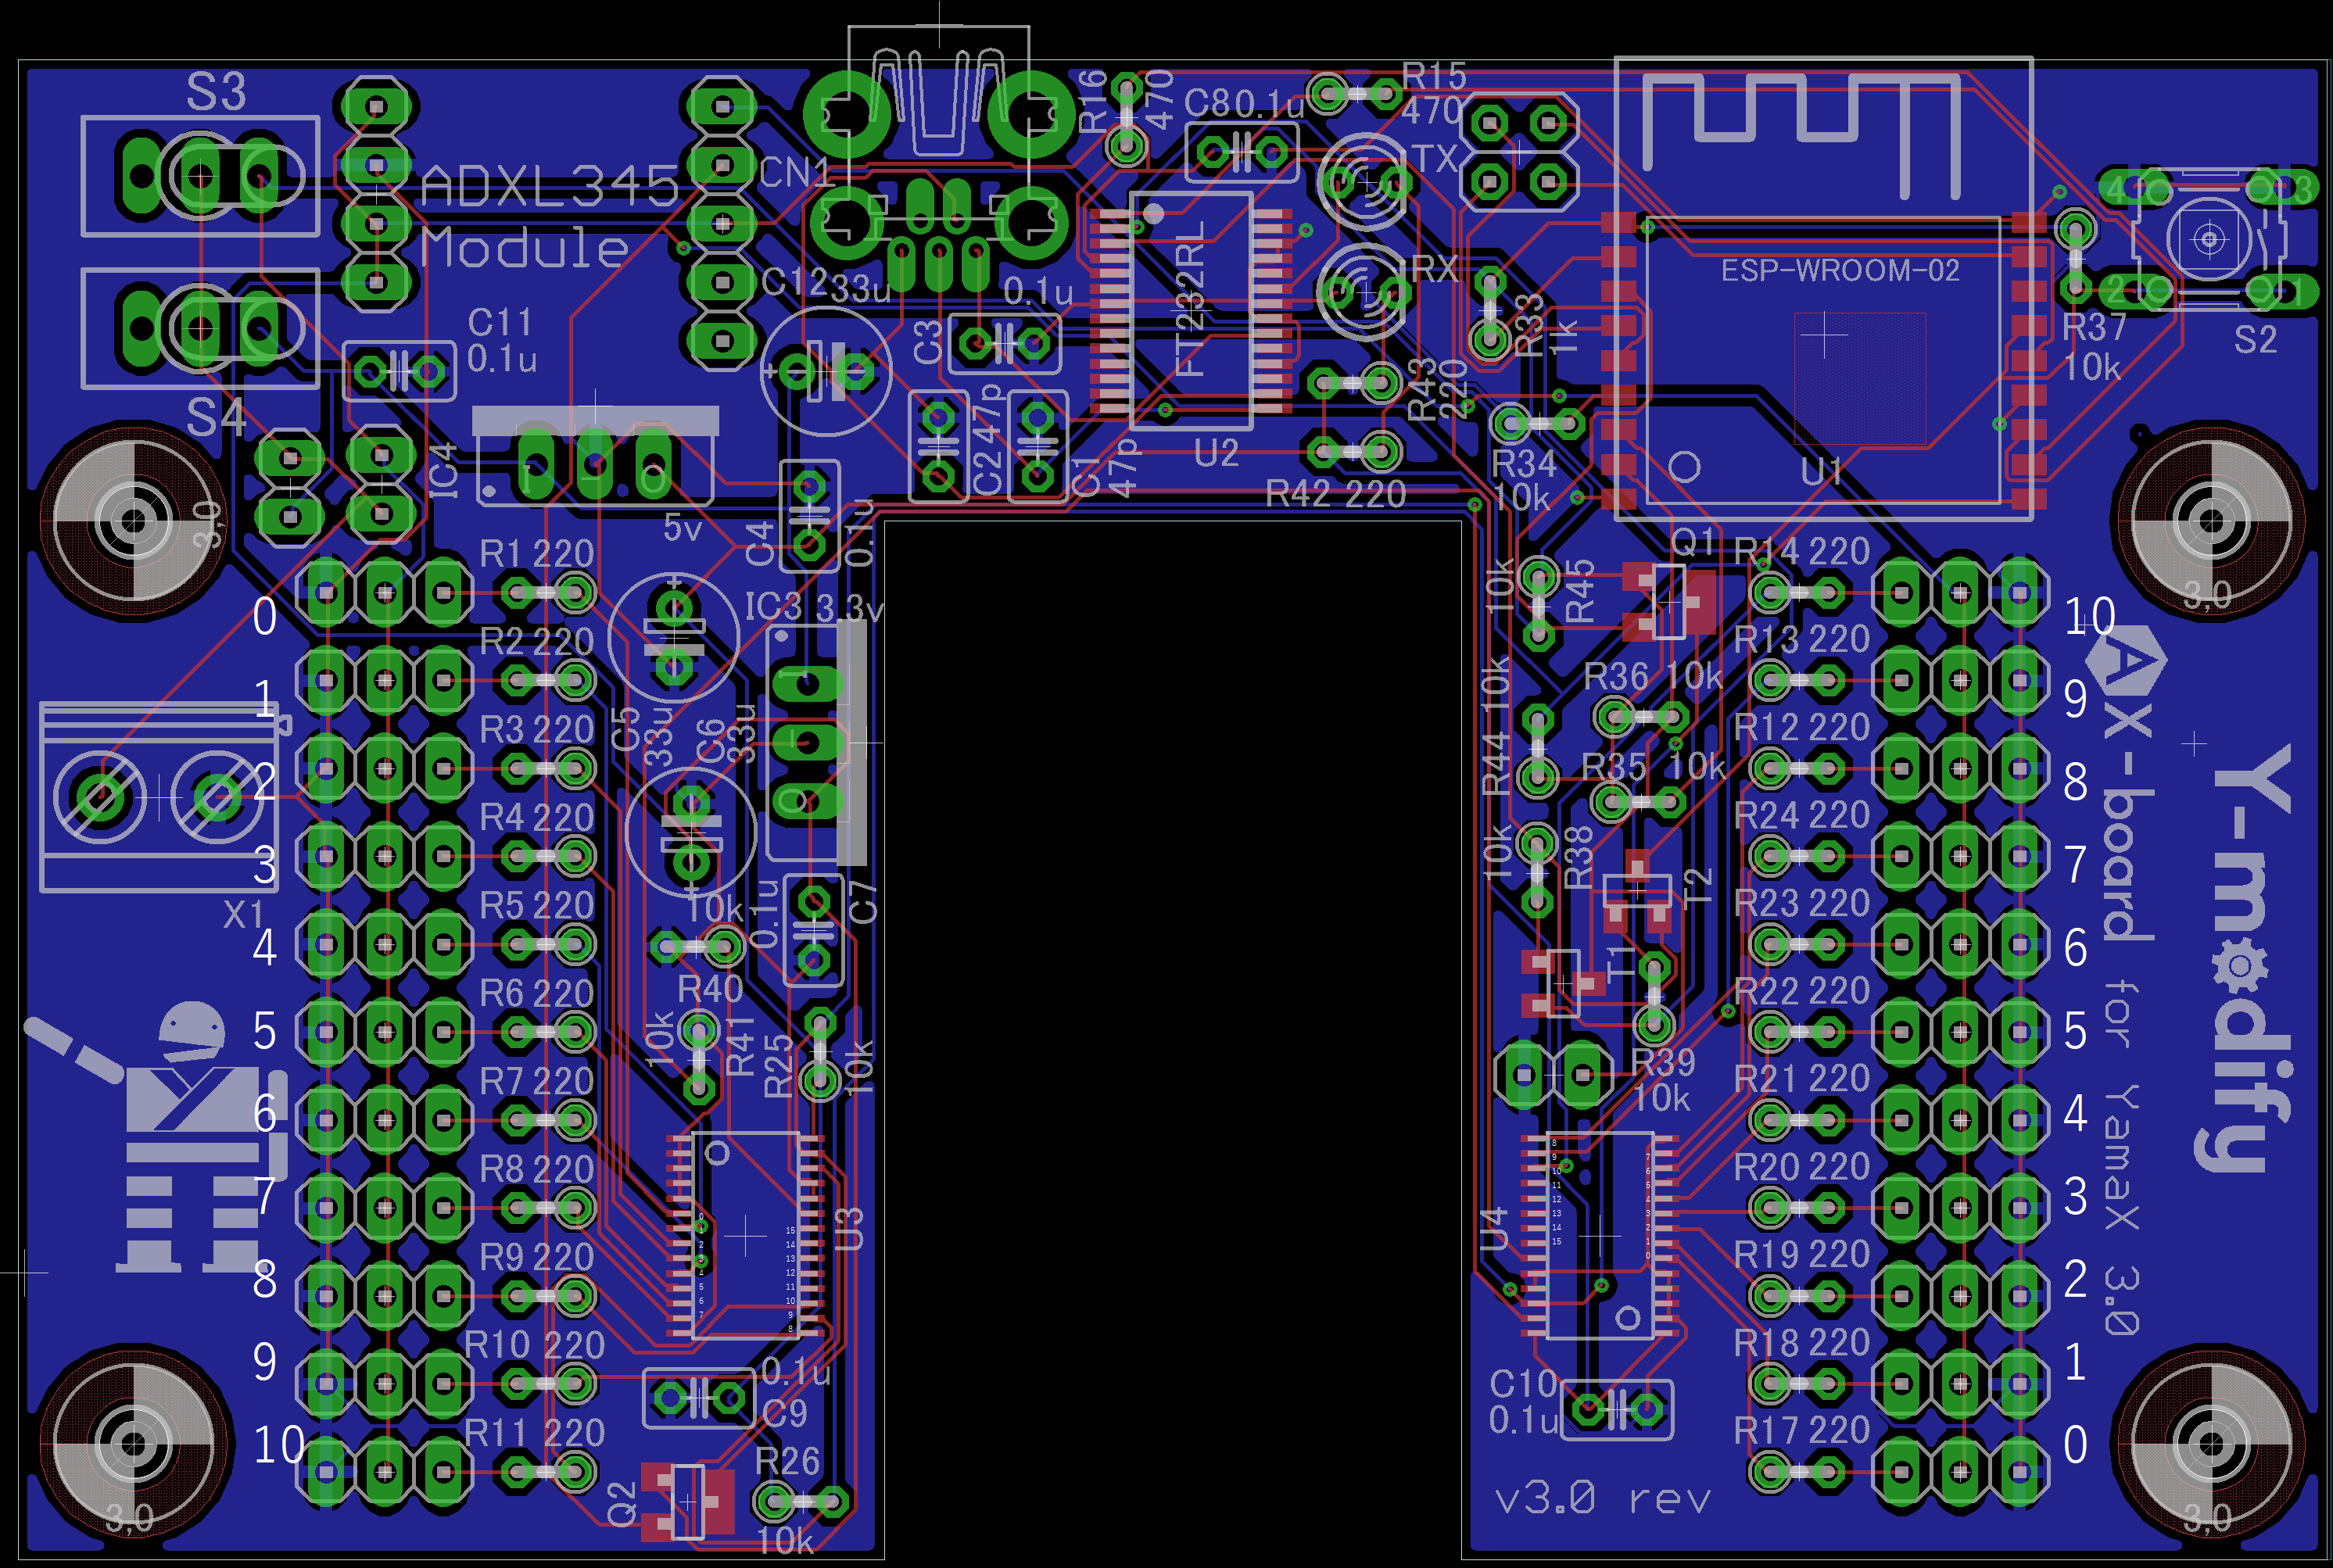 S3
S4
ADXL345
Module
CN1
C11
0.1u
C12
33u
IC4
5v
C3
0.1u
C2
47p
C1
47p
C4
0.1u
R16
470
C8
0.1u
R15
470
TX
RX
FT232RL
U2
R33
1k
R43
220
R42 220
R34
10k
ESP-WROOM-02
U1
4
3
2
1
R37
10k
S2
3,0
3,0
IC3 3.3v
C5
33u
C6
33u
C7
0.1u
10k
R40
10k
R41
R25
10k
U3
0.1u
C9
Q2
R26
10k
X1
0
1
2
3
4
5
6
7
8
9
10
R1 220
R2 220
R3 220
R4 220
R5 220
R6 220
R7 220
R8 220
R9 220
R10 220
R11 220
3,0
Q1
10k
R45
10k
R44
R36 10k
R35 10k
10k
R38
T2
T1
R39
10k
U4
C10
0.1u
v3.0 rev
R14 220
R13 220
R12 220
R24 220
R23 220
R22 220
R21 220
R20 220
R19 220
R18 220
R17 220
10
9
8
7
6
5
4
3
2
1
0
3,0
AX-board for YamaX 3.0
Y-modify